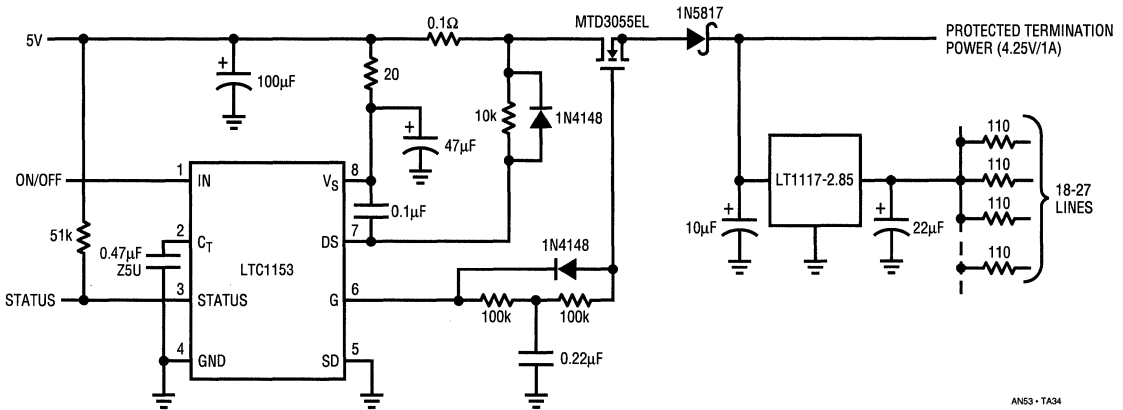 5V
0.1Ω
MTD3055EL
1N5817
PROTECTED TERMINATION
POWER (4.25V/1A)
+
100µF
20
10k
1N4148
+
47µF
ON/OFF
1
IN
VS
8
0.1µF
51k
0.47µF
Z5U
2
CT
DS
7
LTC1153
STATUS
3
STATUS
G
6
1N4148
100k
100k
0.22µF
4
GND
SD
5
LT1117-2.85
+
10µF
+
22µF
110
110
110
110
18-27
LINES
AN53 • TA34